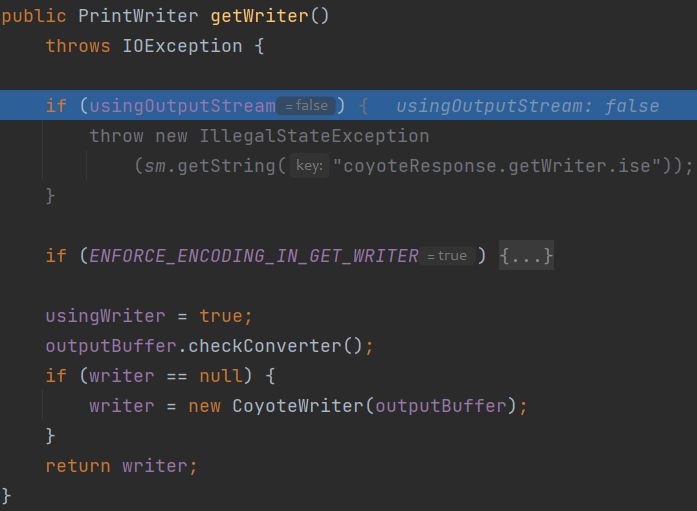 public PrintWriter getWriter()
throws IOException {
if (usingOutputStream = false ) { usingOutputStream: false
throw new IllegalStateException
(sm.getString( key: "coyoteResponse.getWriter.ise"));
}
if (ENFORCE_ENCODING_IN_GET_WRITER = true ) {...}
usingWriter = true;
outputBuffer.checkConverter();
if (writer == null) {
writer = new CoyoteWriter(outputBuffer);
}
return writer;
}